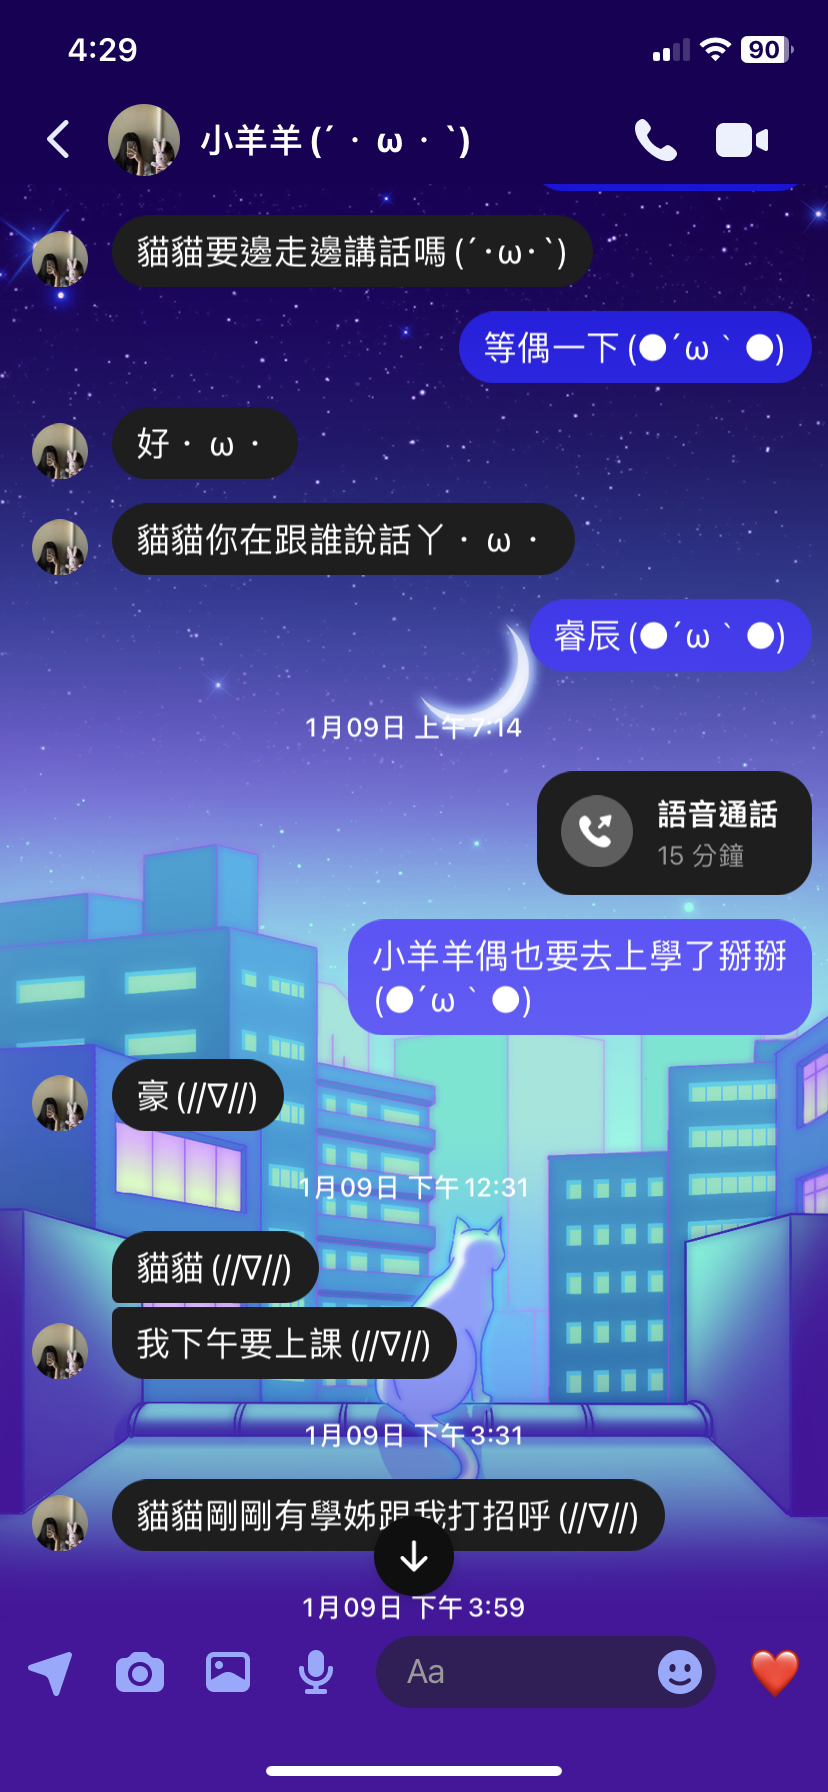 4:29
90
小羊羊 (´・ω・`)
貓貓要邊走邊講話嗎 (´･ω･`)
等偶一下 (●´ω｀●)
好・ω・
貓貓你在跟誰說話丫・ω・
睿辰 (●´ω｀●)
1月09日 上午7:14
語音通話
15 分鐘
小羊羊偶也要去上學了掰掰
(●´ω｀●)
豪 (//∇//)
1月09日 下午12:31
貓貓 (//∇//)
我下午要上課 (//∇//)
1月09日 下午3:31
貓貓剛剛有學姊跟我打招呼 (//∇//)
1月09日 下午3:59
Aa